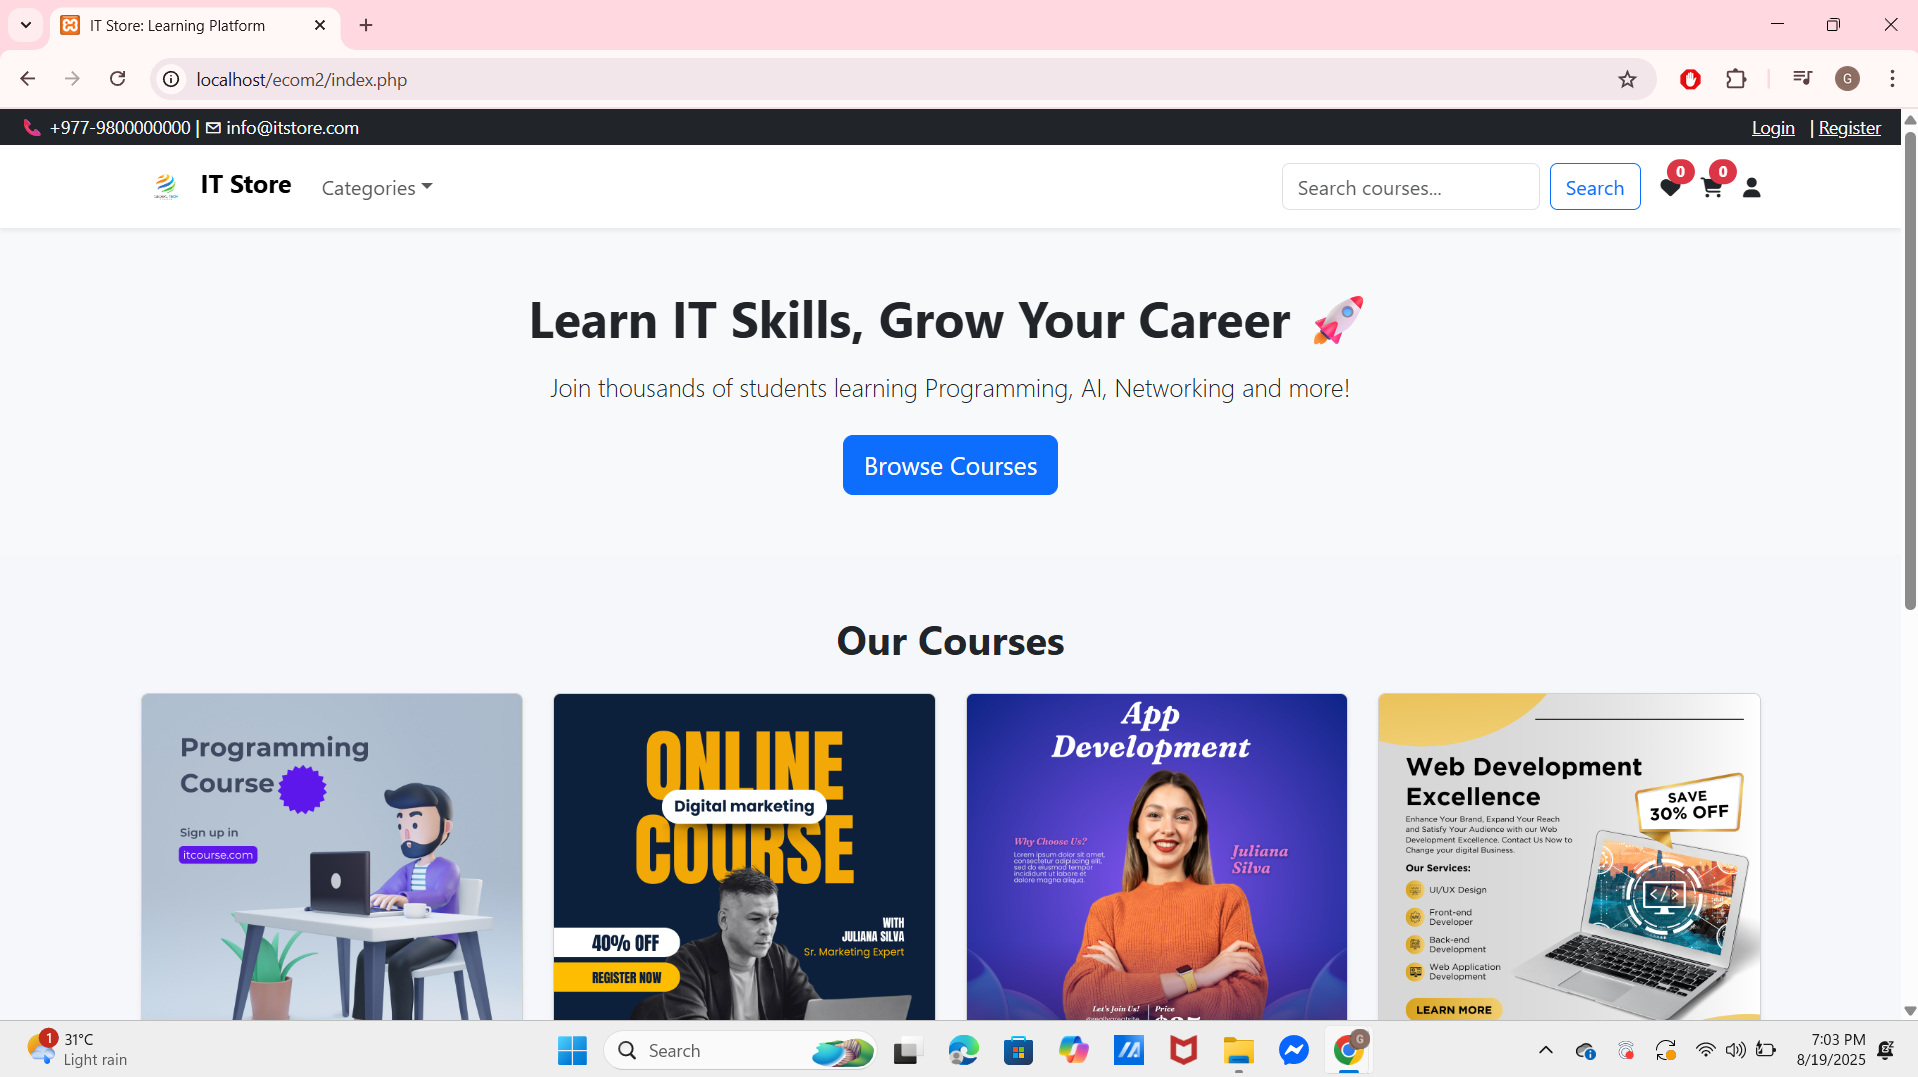 IT Store: Learning Platform
localhost/ecom2/index.php
G
+977-9800000000 | info@itstore.com
Login | Register
IT Store
Categories
Search courses...
Search
0
0
Learn IT Skills, Grow Your Career
Join thousands of students learning Programming, AI, Networking and more!
Browse Courses
Our Courses
Programming
Course
Sign up in
itcourse.com
ONLINE
Digital marketing
COURSE
WITH
JULIANA SILVA
Sr. Marketing Expert
40% OFF
REGISTER NOW
App
Development
Why Choose Us?
Lorem ipsum dolor sit amet,
consectetur adipiscing elit,
sed do eiusmod tempor
incididunt ut labore et
dolore magna aliqua.
Juliana
Silva
Let's Join Us!
Price
Web Development
Excellence
SAVE
30% OFF
Enhance Your Brand, Expand Your Reach
and Satisfy Your Audience with our Web
Development Excellence. Contact Us Now to
Change your digital Business.
Our Services:
UI/UX Design
Front-end
Developer
Back-end
Development
Web Application
Development
LEARN MORE
1
31°C
Light rain
Search
G
7:03 PM
8/19/2025